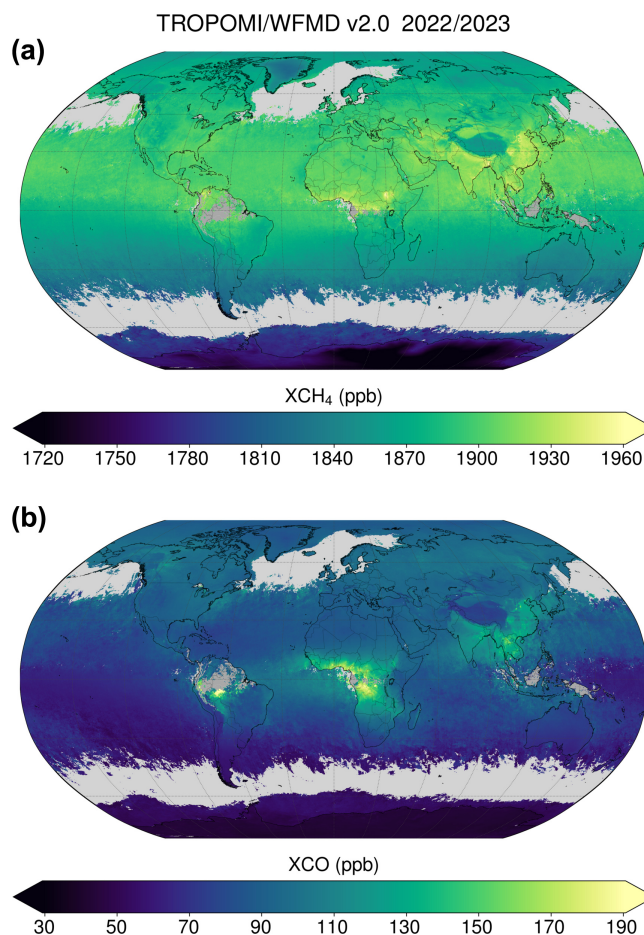 TROPOMI/WFMD v2.0 2022/2023
(a)
XCH₄ (ppb)
1720 1750 1780 1810 1840 1870 1900 1930 1960
(b)
XCO (ppb)
30 50 70 90 110 130 150 170 190